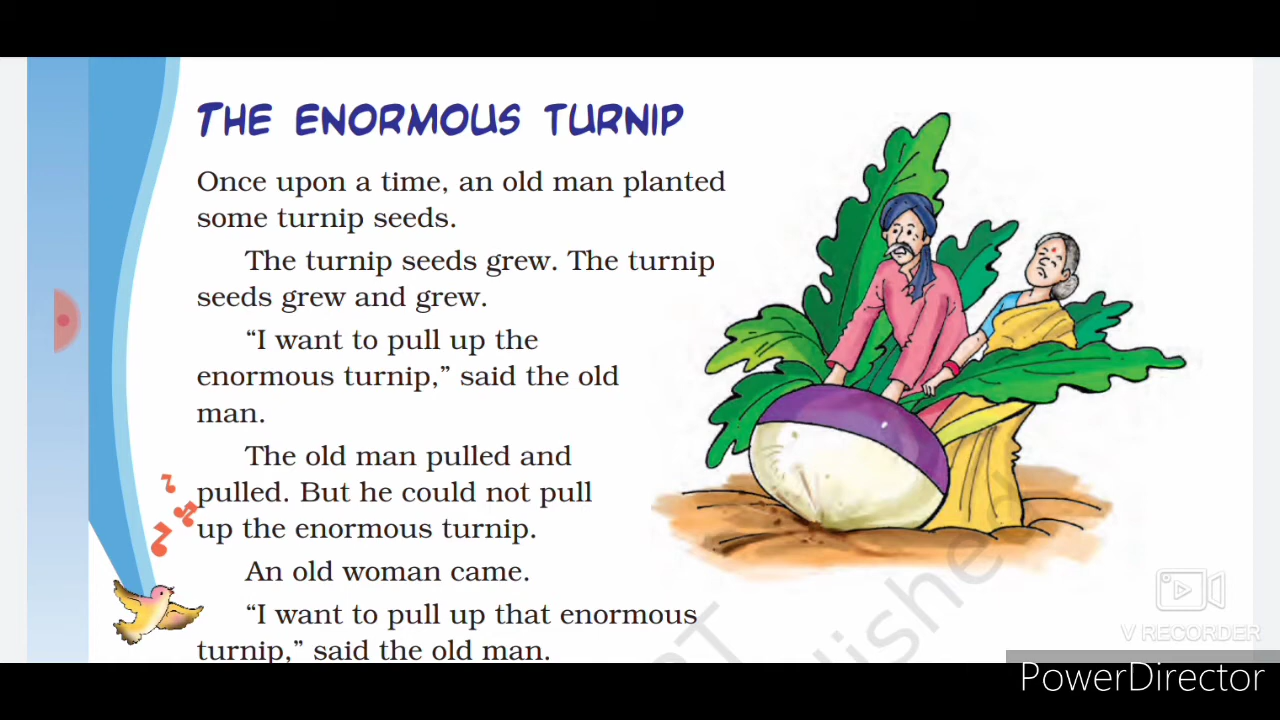 THE ENORMOUS TURNIP
Once upon a time, an old man planted
some turnip seeds.
The turnip seeds grew. The turnip
seeds grew and grew.
“I want to pull up the
enormous turnip,” said the old
man.
The old man pulled and
pulled. But he could not pull
up the enormous turnip.
An old woman came.
“I want to pull up that enormous
turnip,” said the old man.
V RECORDER
PowerDirector